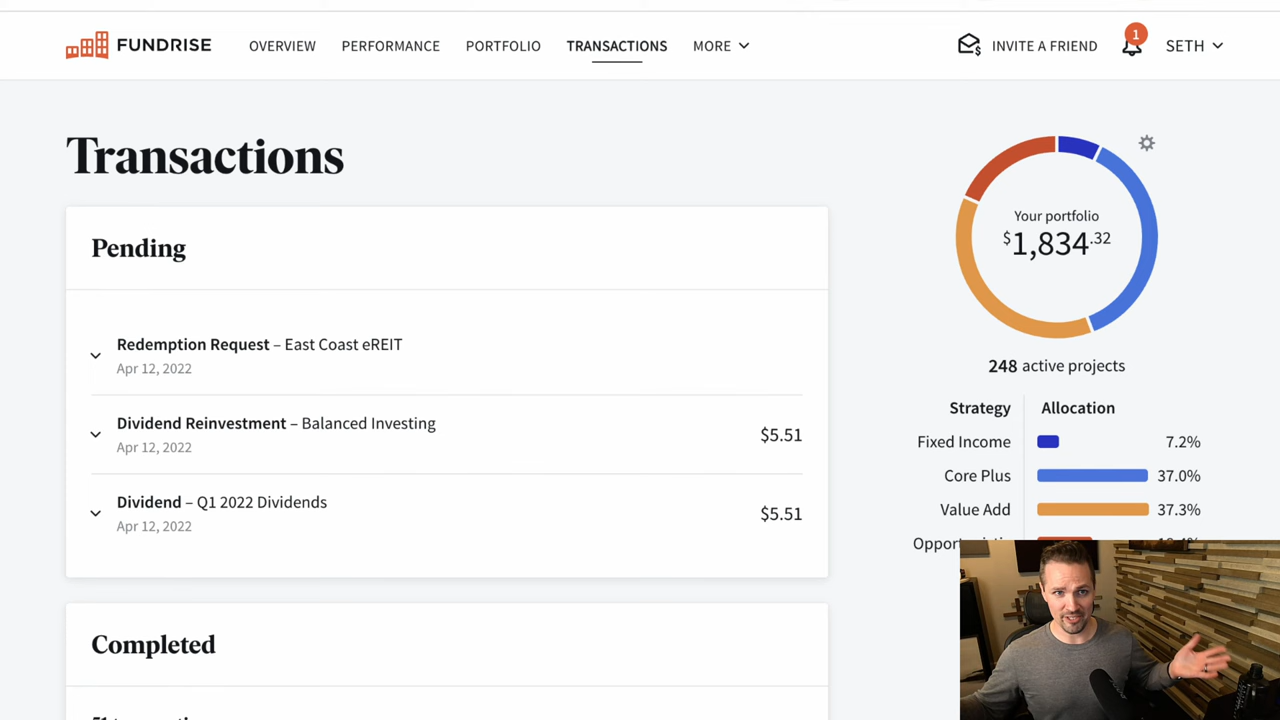 FUNDRISE
OVERVIEW
PERFORMANCE
PORTFOLIO
TRANSACTIONS
MORE
INVITE A FRIEND
1
SETH
Transactions
Pending
Redemption Request – East Coast eREIT
Apr 12, 2022
Dividend Reinvestment – Balanced Investing
Apr 12, 2022
$5.51
Dividend – Q1 2022 Dividends
Apr 12, 2022
$5.51
Completed
Your portfolio
$1,834.32
248 active projects
Strategy Allocation
Fixed Income 7.2%
Core Plus 37.0%
Value Add 37.3%